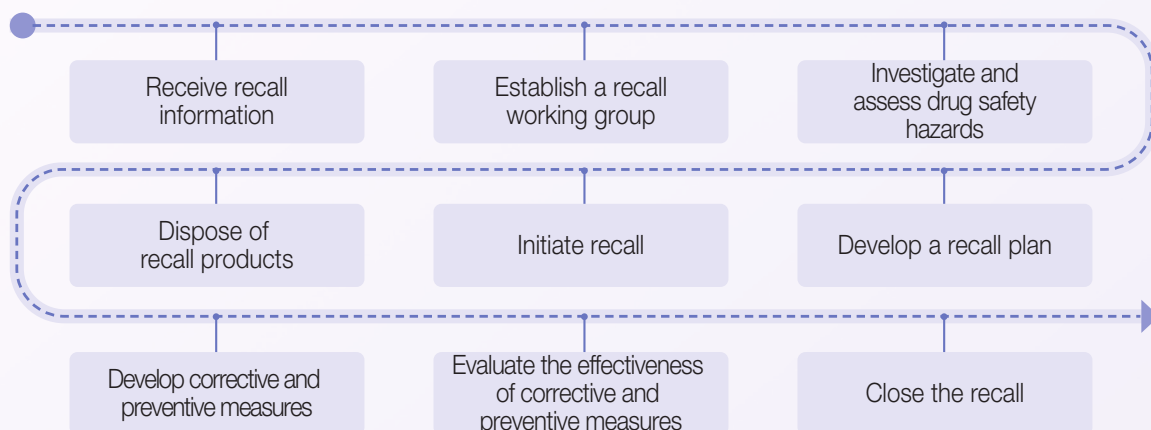 Receive recall
information
Establish a recall
working group
Investigate and
assess drug safety
hazards
Develop a recall plan
Initiate recall
Dispose of
recall products
Develop corrective and
preventive measures
Evaluate the effectiveness
of corrective and
preventive measures
Close the recall